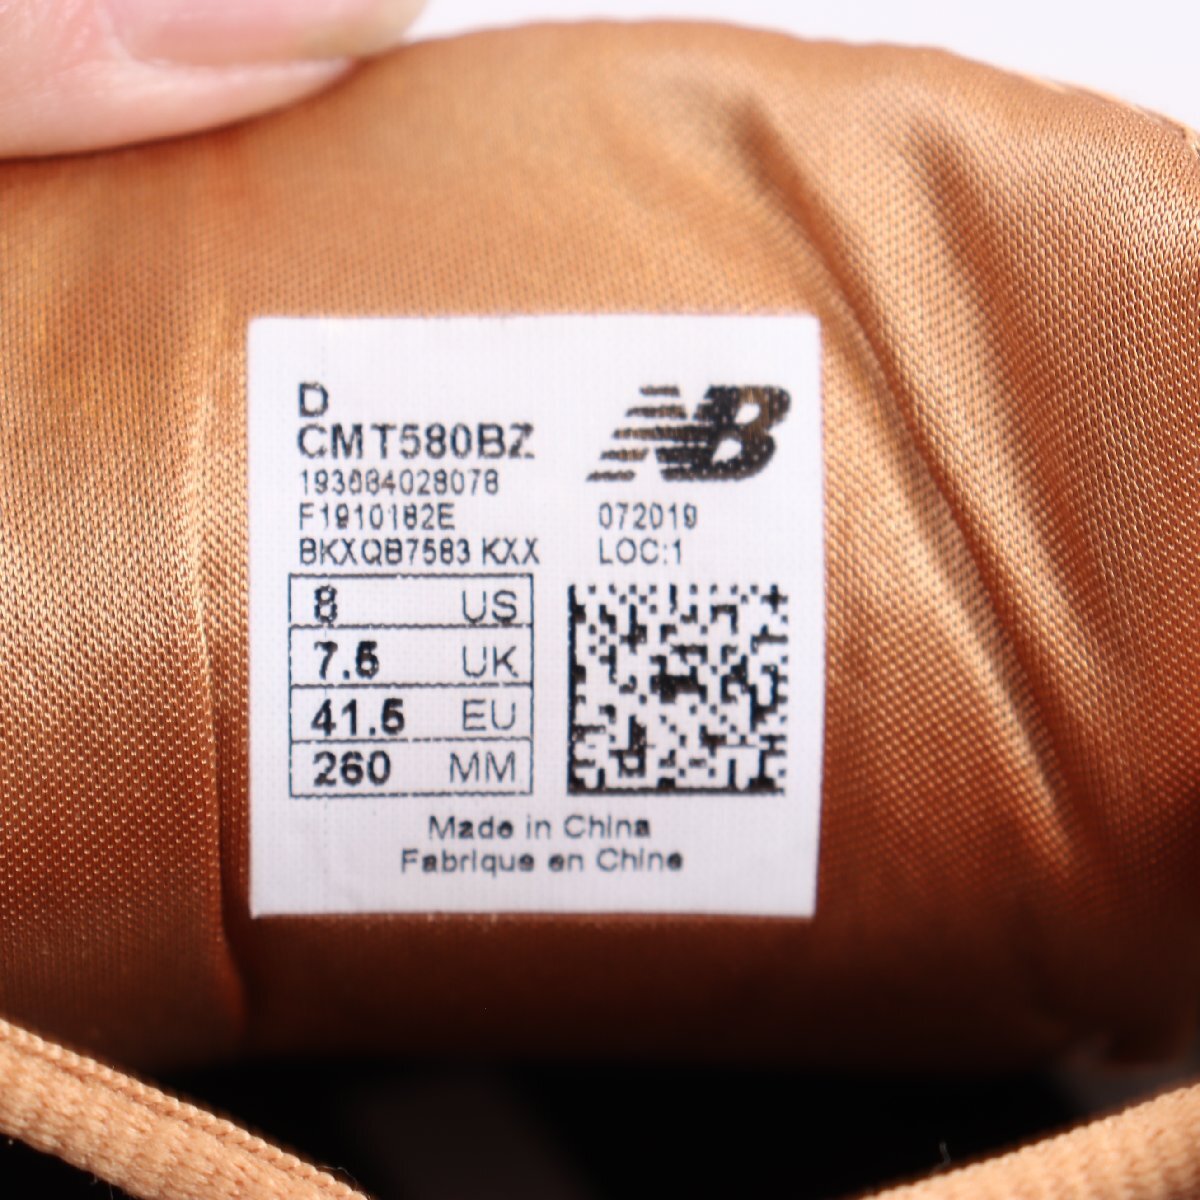 D
CMT580BZ
NB
193684028078
F1910182E
072019
BKXQB7583 KXX
LOC:1
8 US
7.5 UK
41.5 EU
260 MM
Made in China
Fabrique en Chine